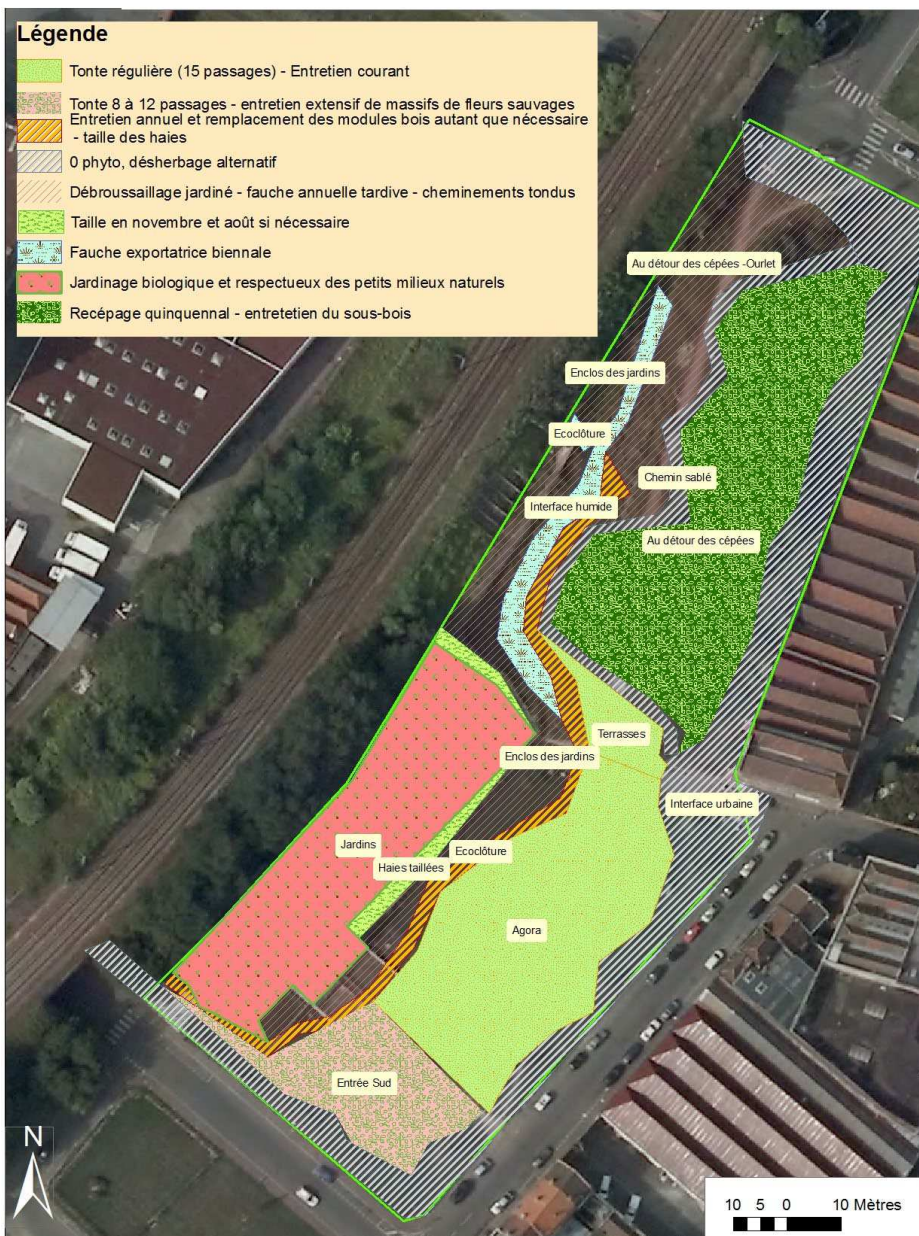 Légende
Tonte régulière (15 passages) - Entretien courant
Tonte 8 à 12 passages - entretien extensif de massifs de fleurs sauvages
Entretien annuel et remplacement des modules bois autant que nécessaire
- taille des haies
0 phyto, désherbage alternatif
Débroussaillage jardiné - fauche annuelle tardive - cheminements tondus
Taille en novembre et août si nécessaire
Fauche exportatrice biennale
Jardinage biologique et respectueux des petits milieux naturels
Recépage quinquennal - entretetien du sous-bois
Au détour des cépées -Ourlet
Enclos des jardins
Ecoclôture
Chemin sablé
Interface humide
Au détour des cépées
Terrasses
Enclos des jardins
Interface urbaine
Jardins
Ecoclôture
Haies taillées
Agora
Entrée Sud
N
10 5 0 10 Mètres